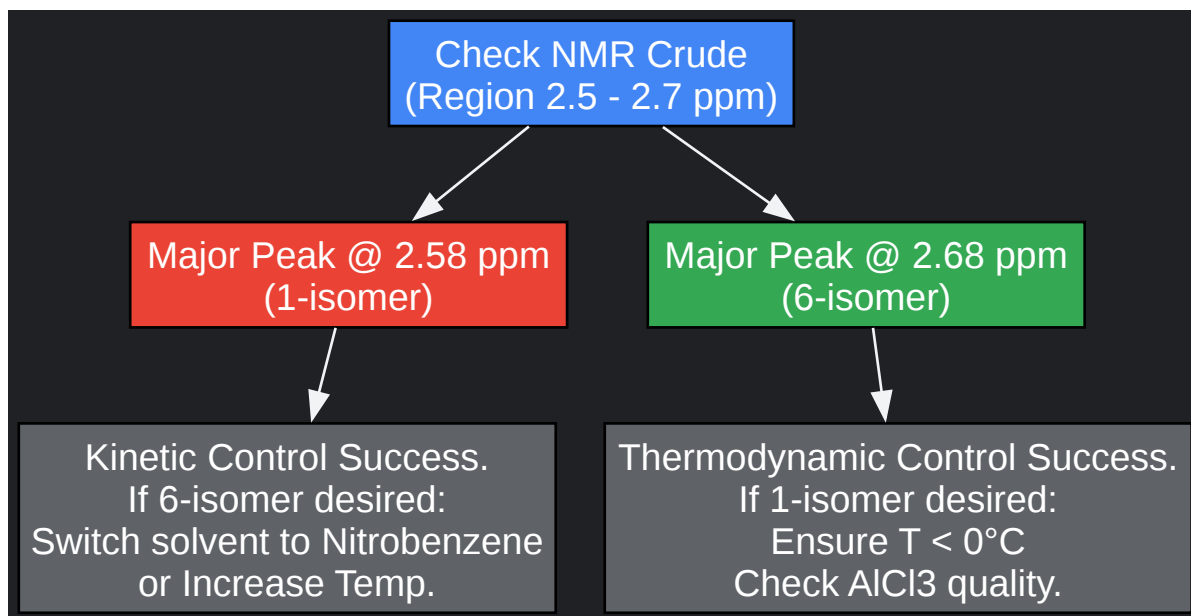 Check NMR Crude
(Region 2.5 - 2.7 ppm)
Major Peak @ 2.58 ppm
(1-isomer)
Major Peak @ 2.68 ppm
(6-isomer)
Kinetic Control Success.
If 6-isomer desired:
Switch solvent to Nitrobenzene
or Increase Temp.
Thermodynamic Control Success.
If 1-isomer desired:
Ensure T < 0°C
Check AlCl3 quality.